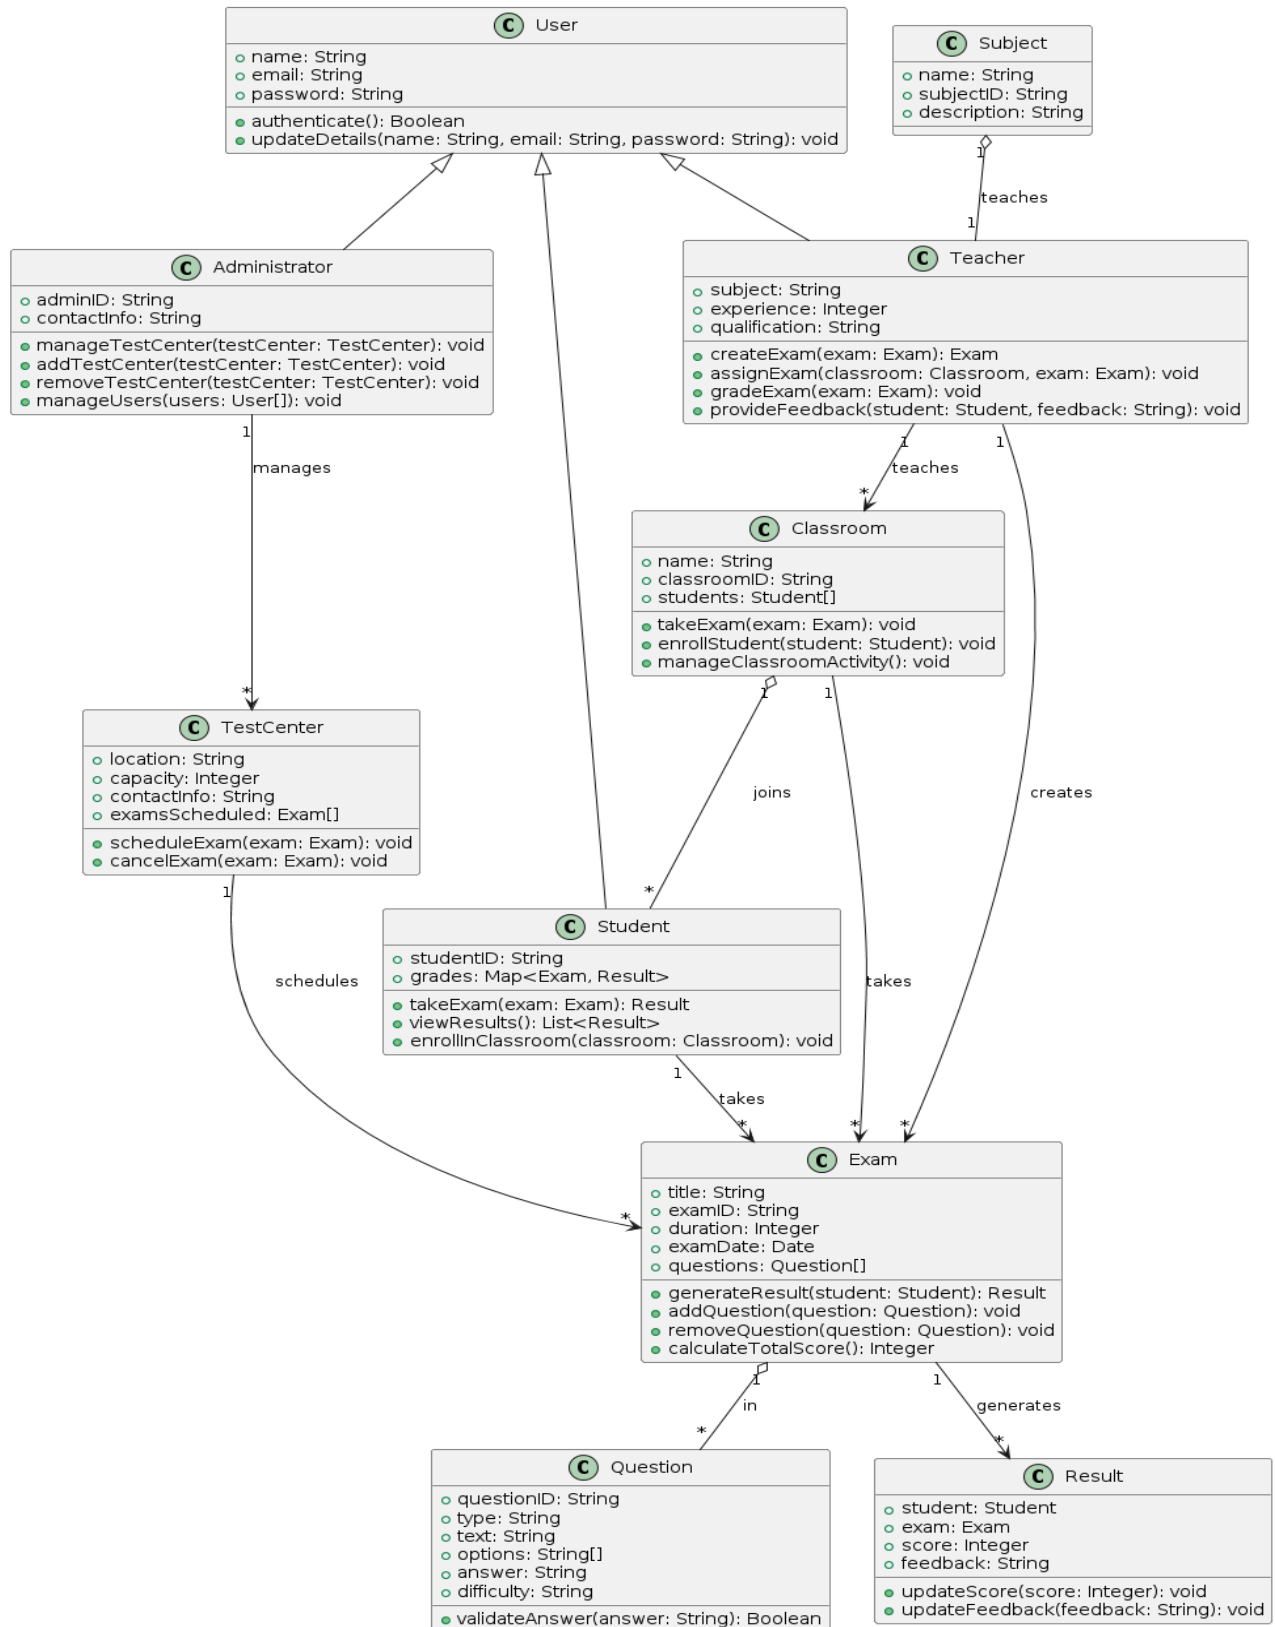 C User
name: String
email: String
password: String
authenticate(): Boolean
updateDetails(name: String, email: String, password: String): void
C Subject
name: String
subjectID: String
description: String
1
teaches
1
C Administrator
adminID: String
contactInfo: String
manageTestCenter(testCenter: TestCenter): void
addTestCenter(testCenter: TestCenter): void
removeTestCenter(testCenter: TestCenter): void
manageUsers(users: User[]): void
C Teacher
subject: String
experience: Integer
qualification: String
createExam(exam: Exam): Exam
assignExam(classroom: Classroom, exam: Exam): void
gradeExam(exam: Exam): void
provideFeedback(student: Student, feedback: String): void
1
manages
*
1
teaches
*
1
creates
*
C Classroom
name: String
classroomID: String
students: Student[]
takeExam(exam: Exam): void
enrollStudent(student: Student): void
manageClassroomActivity(): void
C TestCenter
location: String
capacity: Integer
contactInfo: String
examsScheduled: Exam[]
scheduleExam(exam: Exam): void
cancelExam(exam: Exam): void
1
joins
*
1
takes
*
1
schedules
*
C Student
studentID: String
grades: Map<Exam, Result>
takeExam(exam: Exam): Result
viewResults(): List<Result>
enrollInClassroom(classroom: Classroom): void
1
takes
*
C Exam
title: String
examID: String
duration: Integer
examDate: Date
questions: Question[]
generateResult(student: Student): Result
addQuestion(question: Question): void
removeQuestion(question: Question): void
calculateTotalScore(): Integer
1
in
*
1
generates
*
C Question
questionID: String
type: String
text: String
options: String[]
answer: String
difficulty: String
validateAnswer(answer: String): Boolean
C Result
student: Student
exam: Exam
score: Integer
feedback: String
updateScore(score: Integer): void
updateFeedback(feedback: String): void